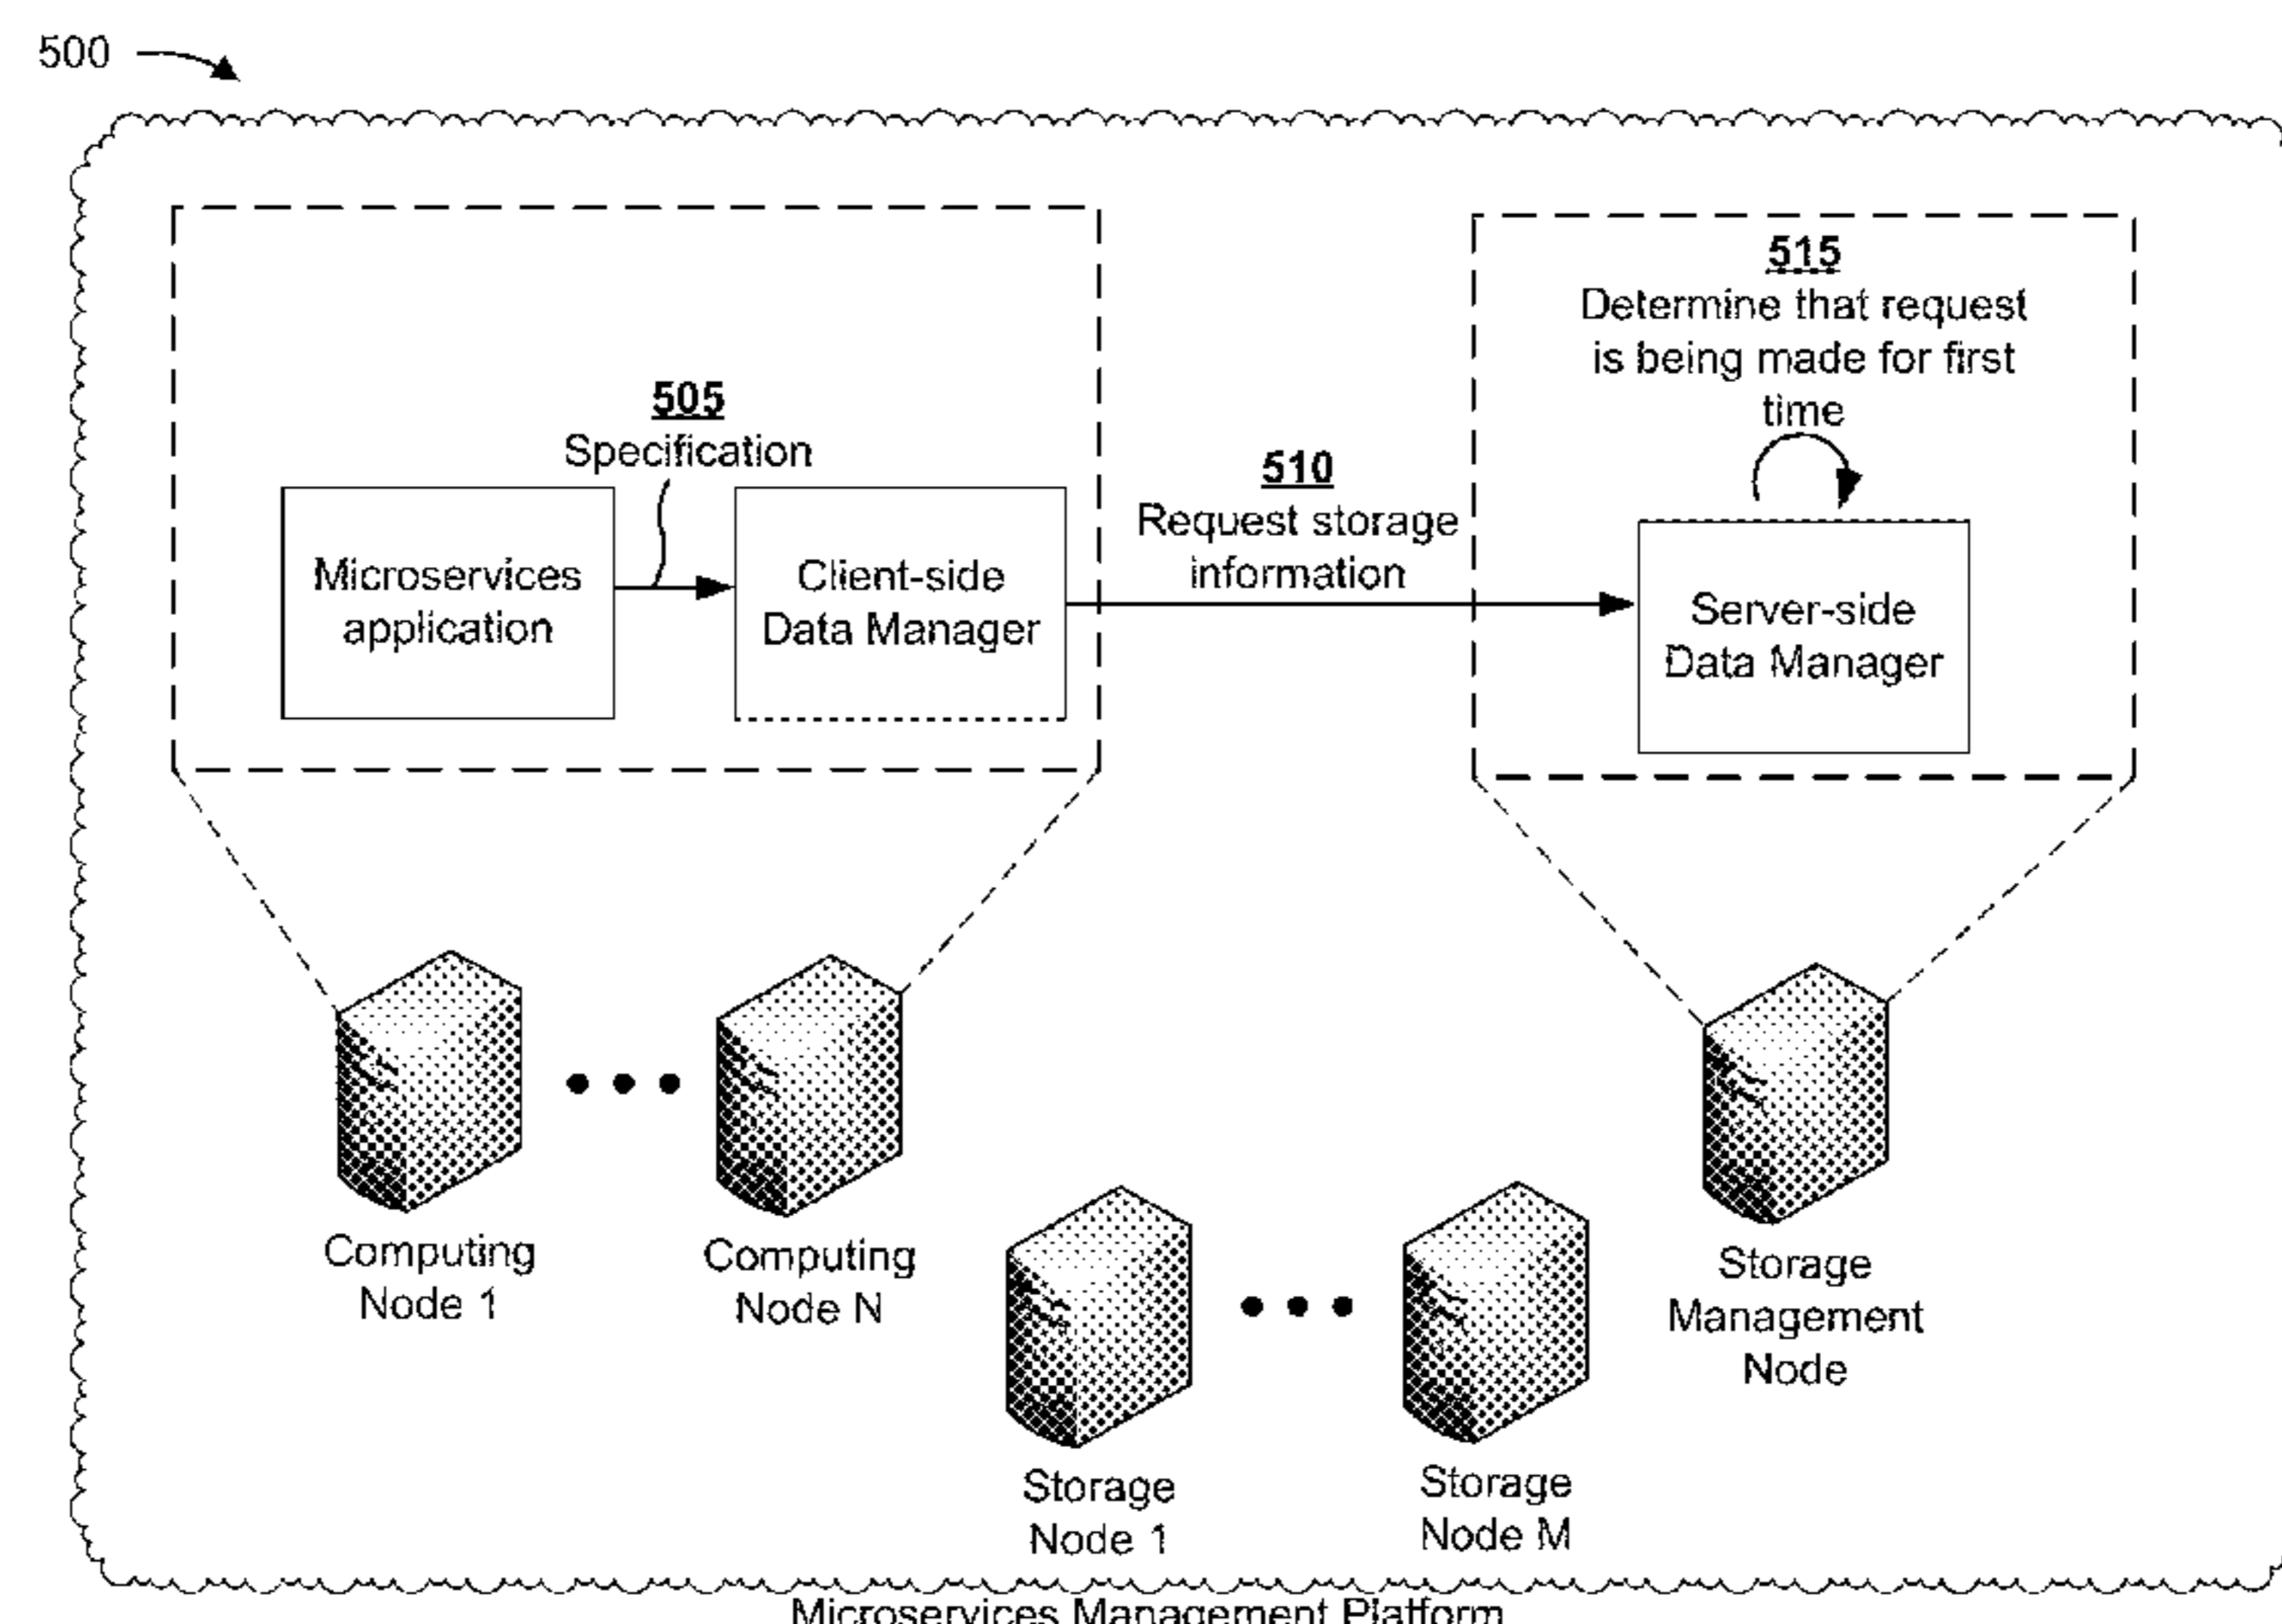 500
515
Determine that request
is being made for first
time
505
Specification
510
Request storage
information
Microservices
application
Client-side
Data Manager
Server-side
Data Manager
Computing
Node 1
Computing
Node N
Storage
Management
Node
Storage
Node 1
Storage
Node M
Microservices Management Platform